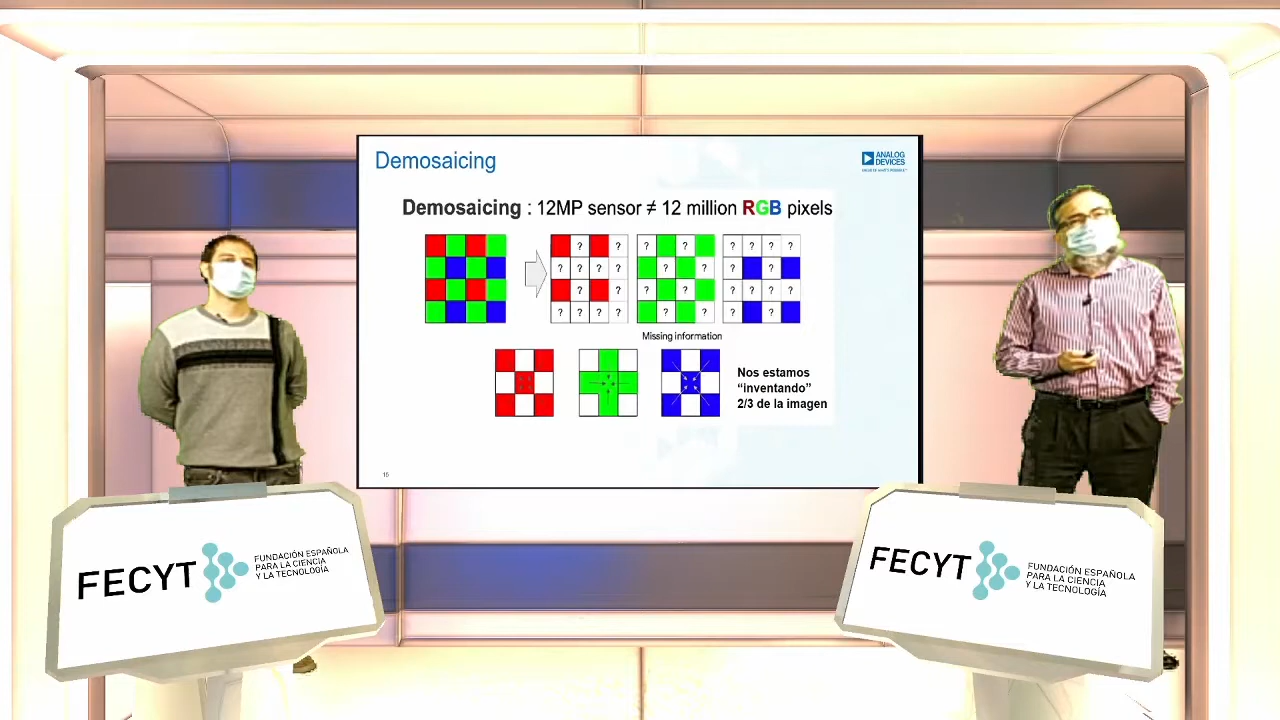 Demosaicing
ANALOG
DEVICES
Demosaicing : 12MP sensor ≠ 12 million RGB pixels
? ?
? ? ? ?
? ?
? ? ? ?
? ?
? ?
? ?
? ?
? ? ? ?
? ?
? ? ? ?
? ?
Missing information
Nos estamos
“inventando”
2/3 de la imagen
15
FECYT
FUNDACIÓN ESPAÑOLA
PARA LA CIENCIA
Y LA TECNOLOGÍA
FECYT
FUNDACIÓN ESPAÑOLA
PARA LA CIENCIA
Y LA TECNOLOGÍA